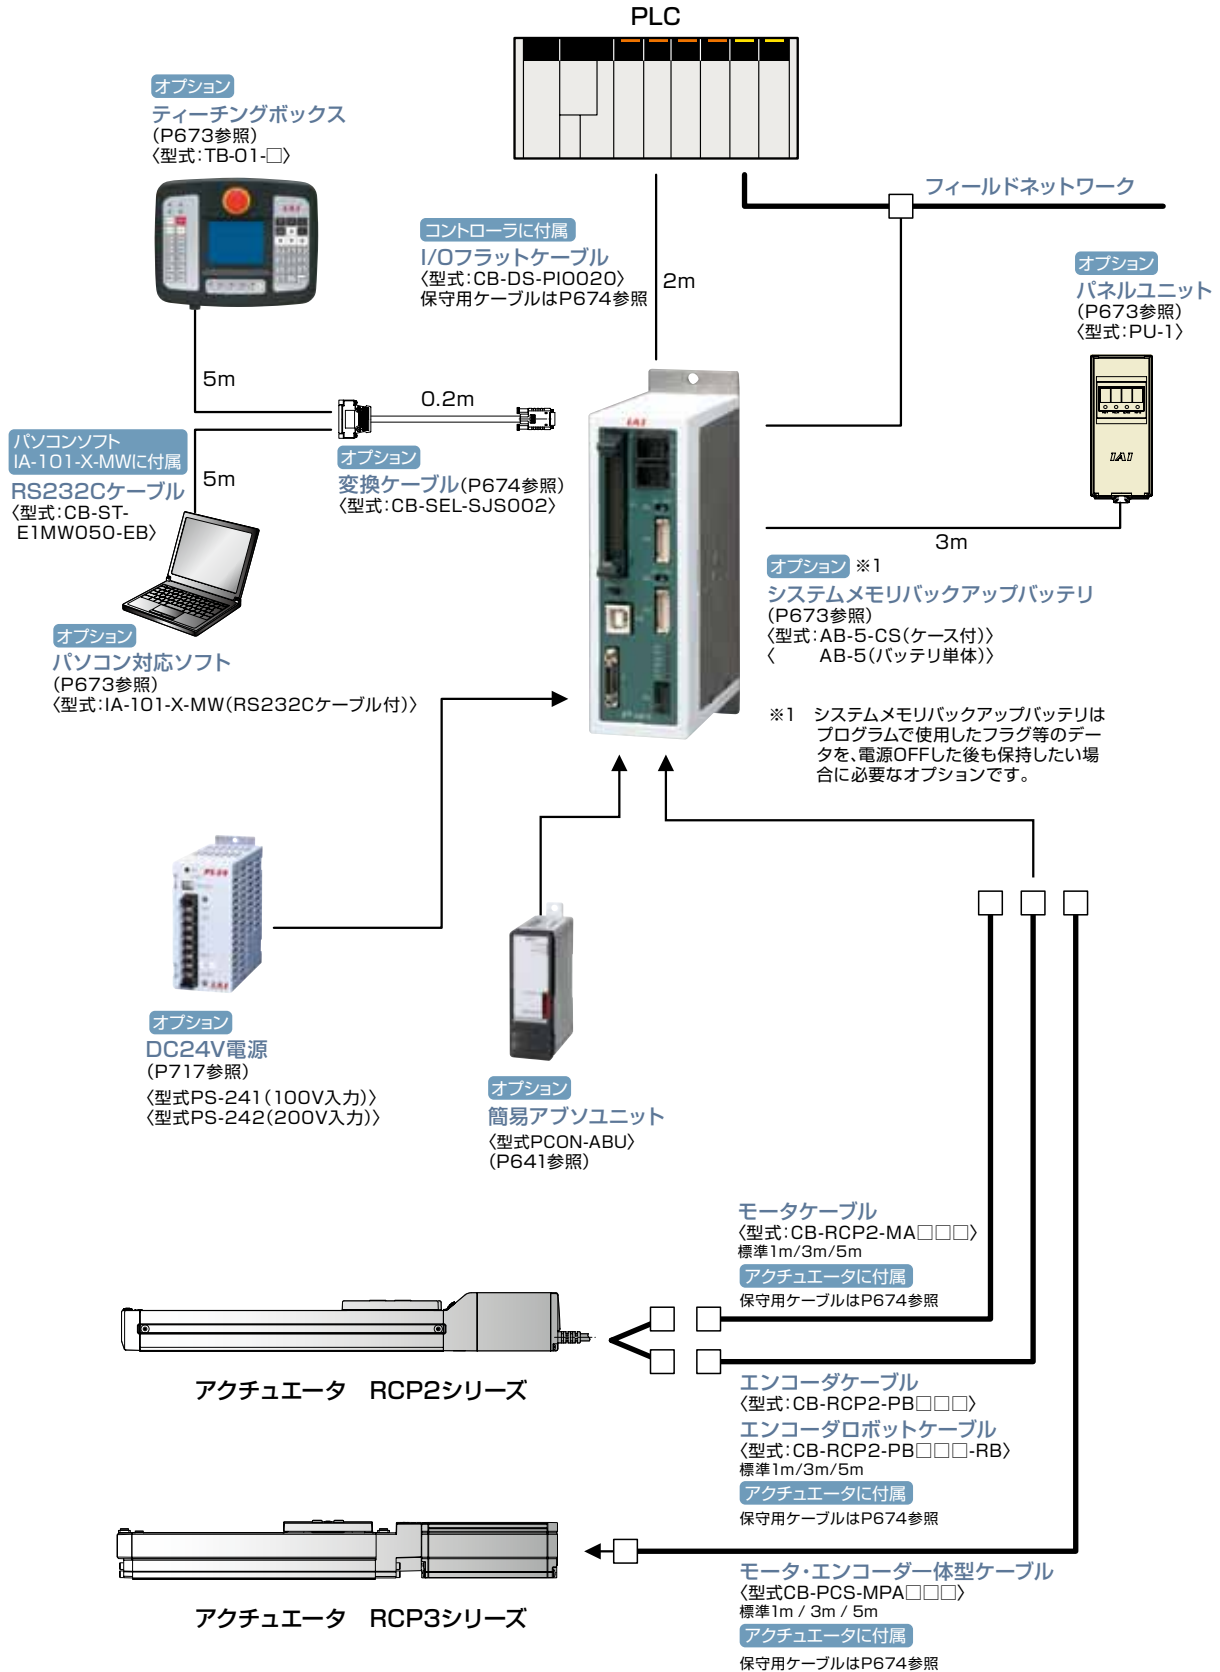 PLC
オプション
ティーチングボックス
(P673参照)
〈型式:TB-01-□〉
フィールドネットワーク
コントローラに付属
I/Oフラットケーブル
〈型式:CB-DS-PIO020〉
保守用ケーブルはP674参照
2m
オプション
パネルユニット
(P673参照)
〈型式:PU-1〉
IAI
5m
0.2m
IAI
パソコンソフト
IA-101-X-MWに付属
RS232Cケーブル
〈型式:CB-ST-
E1MW050-EB〉
5m
オプション
変換ケーブル(P674参照)
〈型式:CB-SEL-SJS002〉
3m
オプション ※1
システムメモリバックアップバッテリ
(P673参照)
〈型式:AB-5-CS(ケース付)〉
〈 AB-5(バッテリ単体)〉
オプション
パソコン対応ソフト
(P673参照)
〈型式:IA-101-X-MW(RS232Cケーブル付)〉
※1 システムメモリバックアップバッテリは
プログラムで使用したフラグ等のデー
タを、電源OFFした後も保持したい場
合に必要なオプションです。
PS-24
IAI
オプション
DC24V電源
(P717参照)
〈型式PS-241(100V入力)〉
〈型式PS-242(200V入力)〉
オプション
簡易アブソユニット
〈型式PCON-ABU〉
(P641参照)
モータケーブル
〈型式:CB-RCP2-MA□□□〉
標準1m/3m/5m
アクチュエータに付属
保守用ケーブルはP674参照
アクチュエータ RCP2シリーズ
エンコーダケーブル
〈型式:CB-RCP2-PB□□□〉
エンコーダロボットケーブル
〈型式:CB-RCP2-PB□□□-RB〉
標準1m/3m/5m
アクチュエータに付属
保守用ケーブルはP674参照
アクチュエータ RCP3シリーズ
モータ・エンコーダ一体型ケーブル
〈型式CB-PCS-MPA□□□〉
標準1m / 3m / 5m
アクチュエータに付属
保守用ケーブルはP674参照